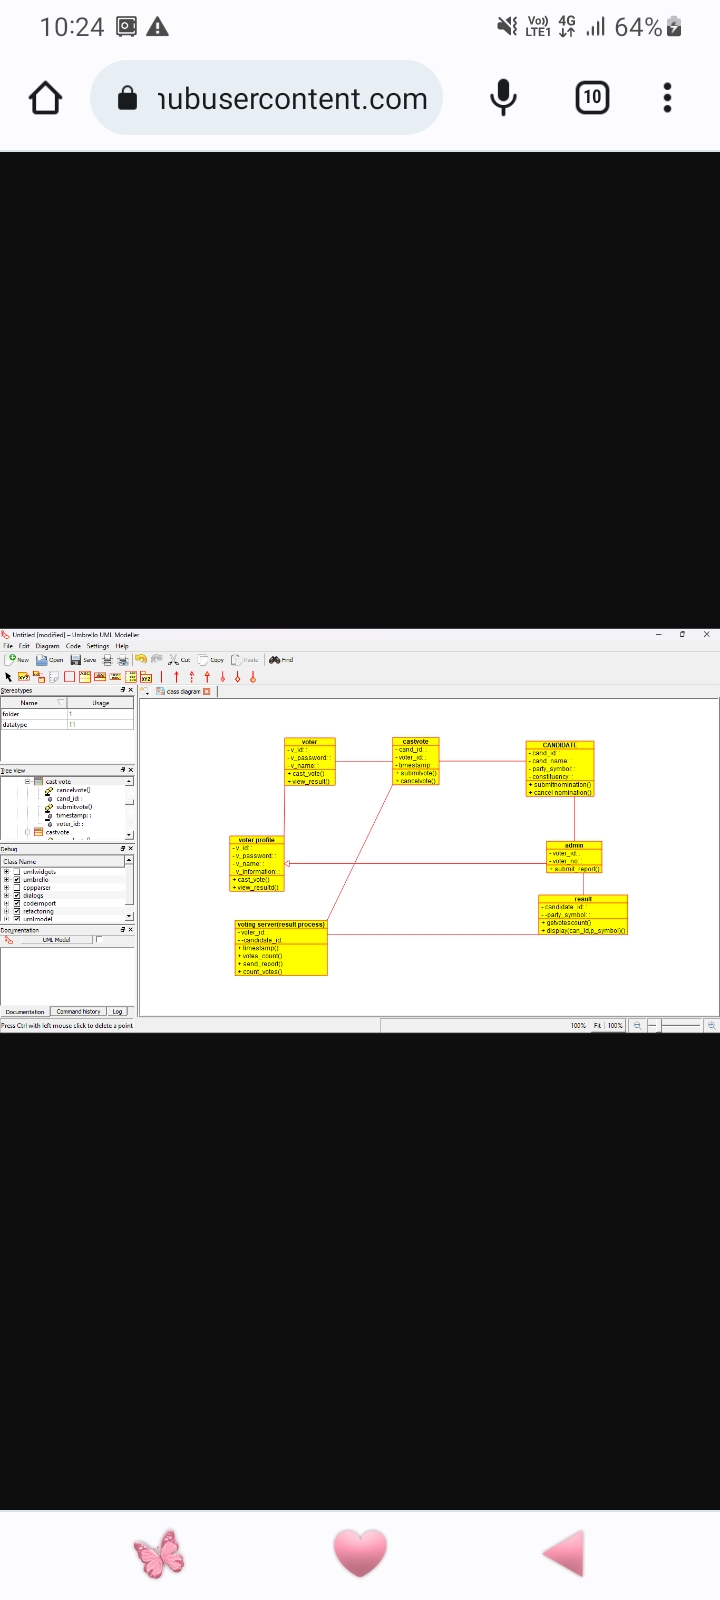 10:24
Vo)) LTE1 4G 64%
nubusercontent.com
10
Untitled [modified] – Umbrello UML Modeller
File Edit Diagram Code Settings Help
New Open Save Cut Copy Paste Find
Stereotypes
class diagram
Name Usage
folder 1
datatype 11
Tree View
cast vote
cancelvote()
cand_id :
submitvote()
timestamp: :
voter_id: :
castvote
Debug
Class Name
umlwidgets
umbrello
cppparser
dialogs
codeimport
refactoring
umlmodel
Documentation
UML Model
Documentation Command history Log
Press Ctrl with left mouse click to delete a point
100% Fit 100%
voter
- v_id: :
- v_password: :
- v_name: :
+ cast_vote()
+ view_result()
castvote
- cand_id: :
- voter_id: :
- timestamp
+ submitvote()
+ cancelvote()
CANDIDATE
- cand_id:
- cand_name
- party_symbol: :
- constituency: :
+ submitnomination()
+ cancel nomination()
voter profile
- v_id:
- v_password: :
- v_name: :
- v_information: :
+ cast_vote()
+ view_resultd()
admin
- voter_id: :
- voter_no: :
+ submit_report()
result
- candidate_id:
- -party_symbol: :
+ getvotescount()
+ display(can_id,p_symbol)()
voting server(result process)
- voter_id
- -candidate_id
+ timestamp()
+ votes_count()
+ send_report()
+ count_votes()